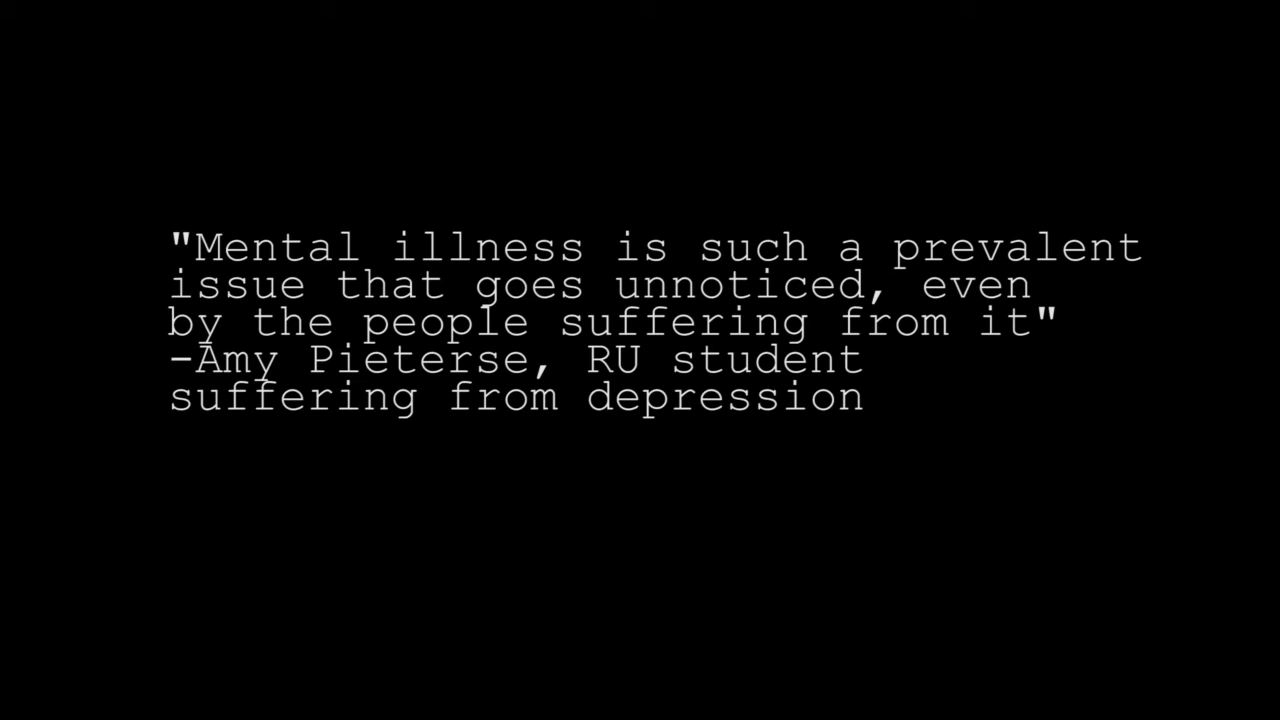 "Mental illness is such a prevalent
issue that goes unnoticed, even
by the people suffering from it"
-Amy Pieterse, RU student
suffering from depression